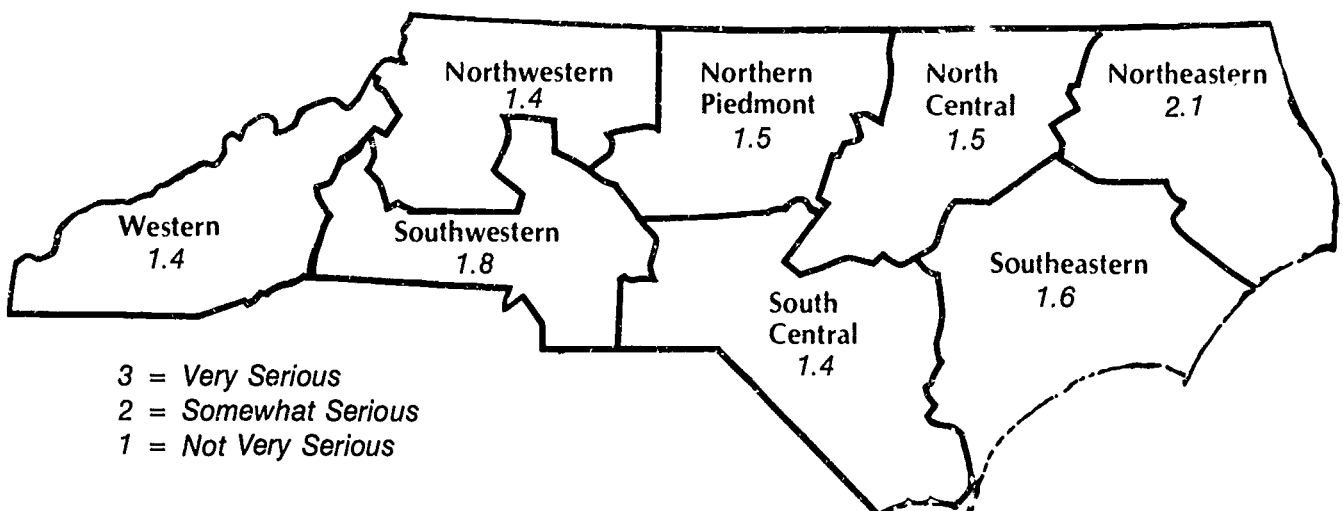 Northwestern
1.4
Northern
Piedmont
1.5
North
Central
1.5
Northeastern
2.1
Western
1.4
Southwestern
1.8
South
Central
1.4
Southeastern
1.6
3 = Very Serious
2 = Somewhat Serious
1 = Not Very Serious